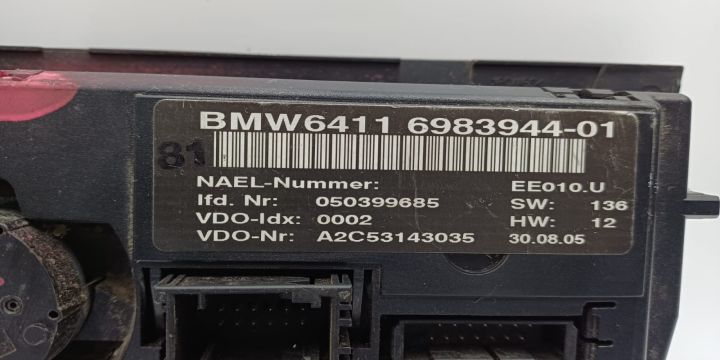 BMW6411 6983944-01
81
NAEL-Nummer: EE010.U
lfd. Nr: 050399685 SW: 136
VDO-Idx: 0002 HW: 12
VDO-Nr: A2C53143035 30.08.05